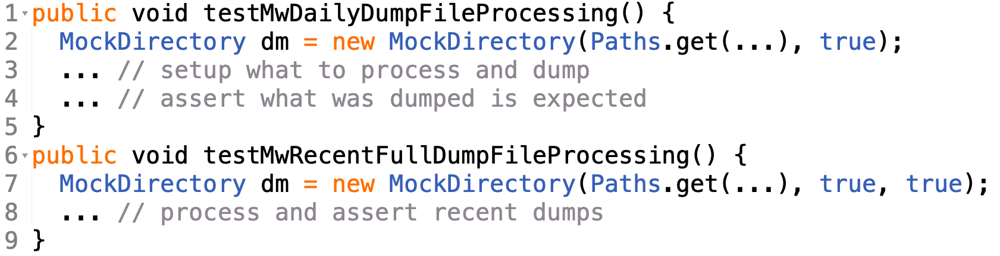 1 public void testMwDailyDumpFileProcessing() {
2   MockDirectory dm = new MockDirectory(Paths.get(...), true);
3   ... // setup what to process and dump
4   ... // assert what was dumped is expected
5 }
6 public void testMwRecentFullDumpFileProcessing() {
7   MockDirectory dm = new MockDirectory(Paths.get(...), true, true);
8   ... // process and assert recent dumps
9 }